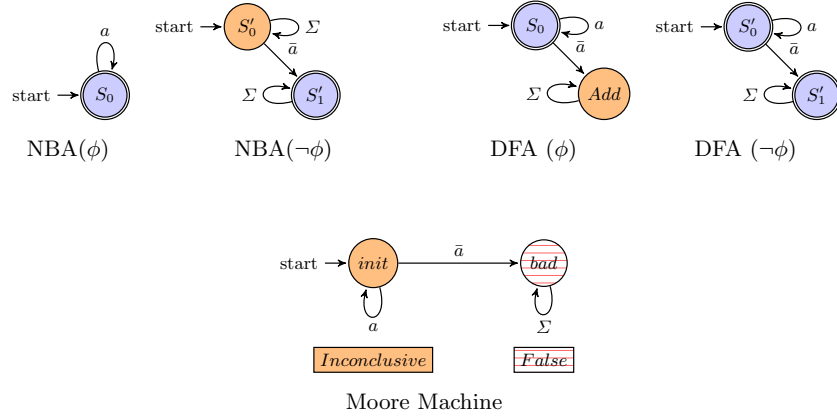 a
start
S₀
NBA(ϕ)
start
S′₀
Σ
ā
Σ
S′₁
NBA(¬ϕ)
start
S₀
a
ā
Σ
Add
DFA (ϕ)
start
S′₀
a
ā
Σ
S′₁
DFA (¬ϕ)
start
init
ā
bad
a
Σ
Inconclusive
False
Moore Machine